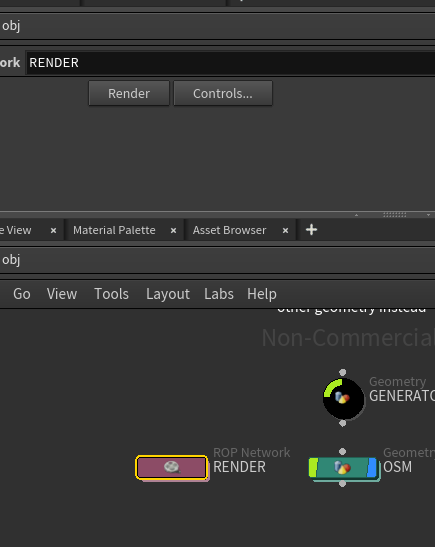 obj
ork RENDER
Render Controls...
e View × Material Palette × Asset Browser × +
obj
Go View Tools Layout Labs Help
other geometry instead
Non-Commercial
Geometry
GENERATO
ROP Network
RENDER
Geometry
OSM